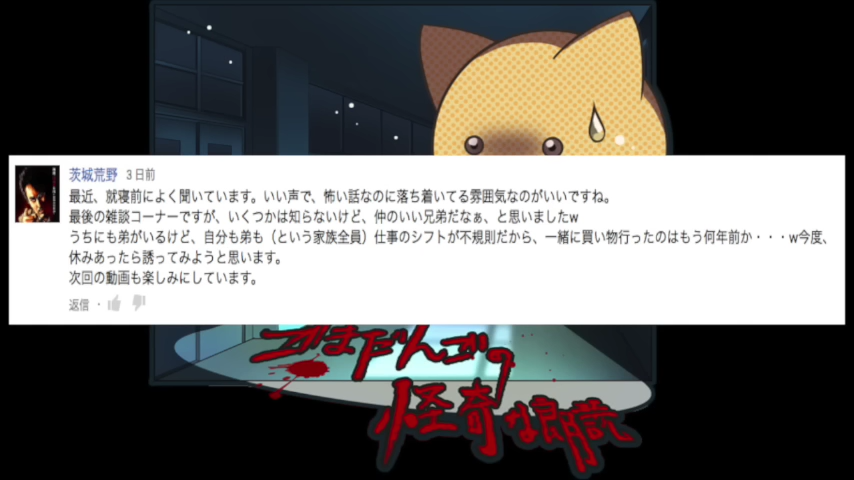 茨城荒野 3日前
最近、就寝前によく聞いています。いい声で、怖い話なのに落ち着いてる雰囲気なのがいいですね。
最後の雑談コーナーですが、いくつかは知らないけど、仲のいい兄弟だなぁ、と思いましたw
うちにも弟がいるけど、自分も弟も（という家族全員）仕事のシフトが不規則だから、一緒に買い物行ったのはもう何年前か・・・w今度、
休みあったら誘ってみようと思います。
次回の動画も楽しみにしています。
返信 ・
ごまだんごの
怪奇な朗読